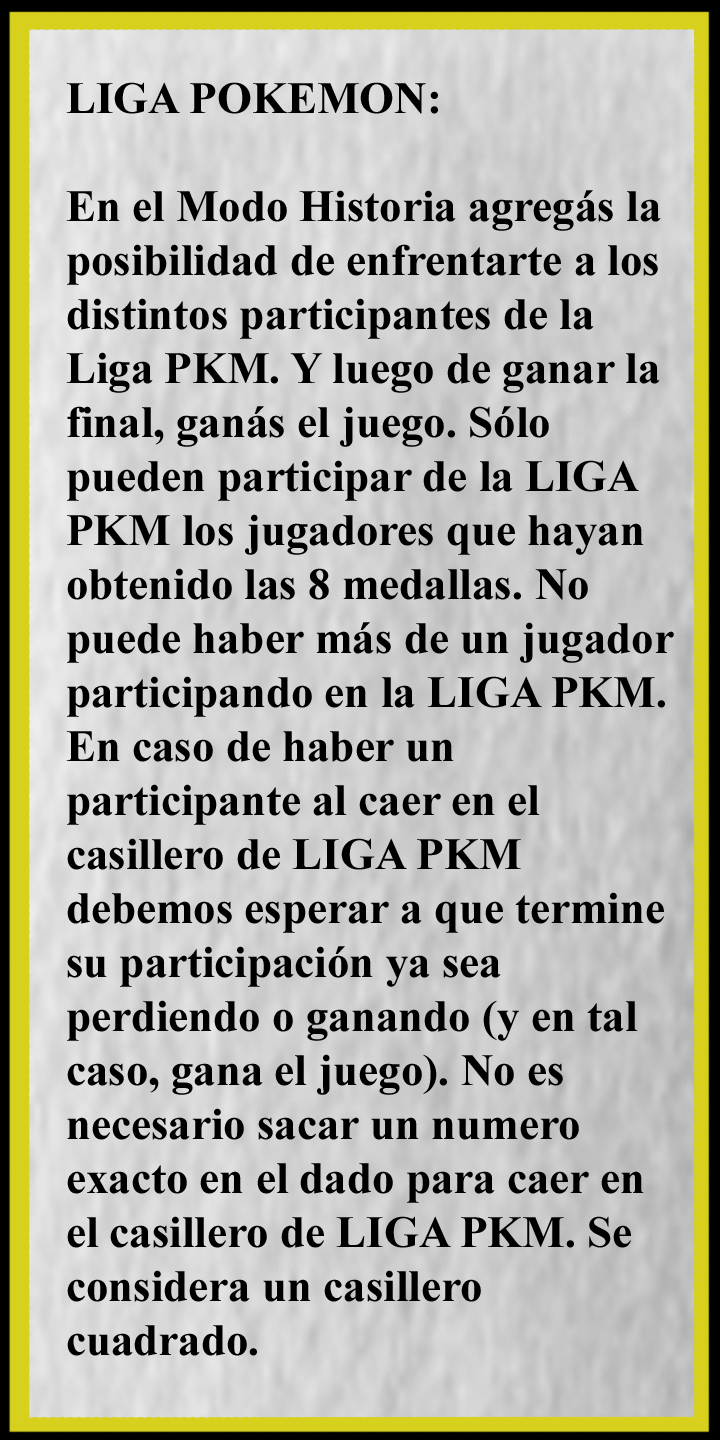 LIGA POKEMON:
En el Modo Historia agregás la
posibilidad de enfrentarte a los
distintos participantes de la
Liga PKM. Y luego de ganar la
final, ganás el juego. Sólo
pueden participar de la LIGA
PKM los jugadores que hayan
obtenido las 8 medallas. No
puede haber más de un jugador
participando en la LIGA PKM.
En caso de haber un
participante al caer en el
casillero de LIGA PKM
debemos esperar a que termine
su participación ya sea
perdiendo o ganando (y en tal
caso, gana el juego). No es
necesario sacar un numero
exacto en el dado para caer en
el casillero de LIGA PKM. Se
considera un casillero
cuadrado.